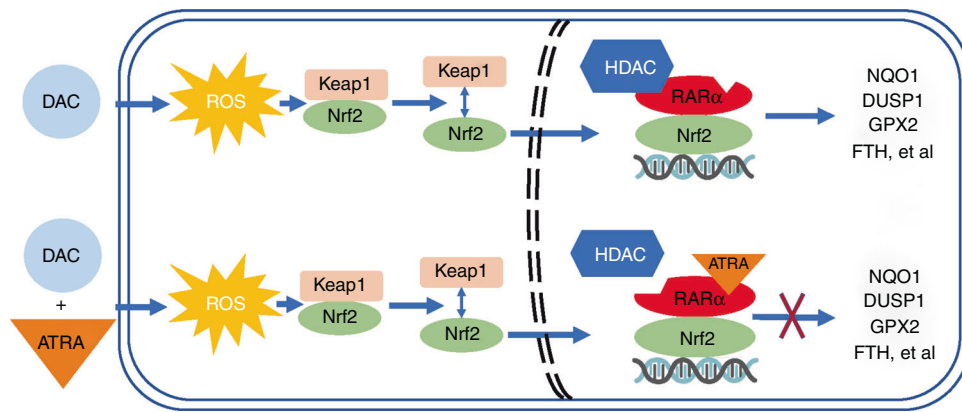 DAC
ROS
Keap1
Nrf2
Keap1
Nrf2
HDAC
RARα
Nrf2
NQO1
DUSP1
GPX2
FTH, et al
DAC
+
ATRA
ROS
Keap1
Nrf2
Keap1
Nrf2
HDAC
ATRA
RARα
Nrf2
NQO1
DUSP1
GPX2
FTH, et al